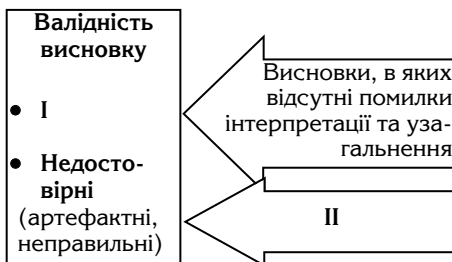 Валідність
висновку
• I
• Недосто-
вірні
(артефактні,
неправильні)
Висновки, в яких
відсутні помилки
інтерпретації та уза-
гальнення
II